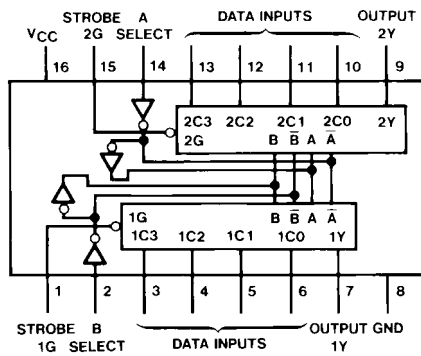 STROBE A DATA INPUTS OUTPUT
VCC 2G SELECT 2Y
16 15 14 13 12 11 10 9
2C3 2C2 2C1 2C0 2Y
2G B B̅ A A̅
1G B B̅ A A̅
1C3 1C2 1C1 1C0 1Y
1 2 3 4 5 6 7 8
STROBE B DATA INPUTS OUTPUT GND
1G SELECT 1Y